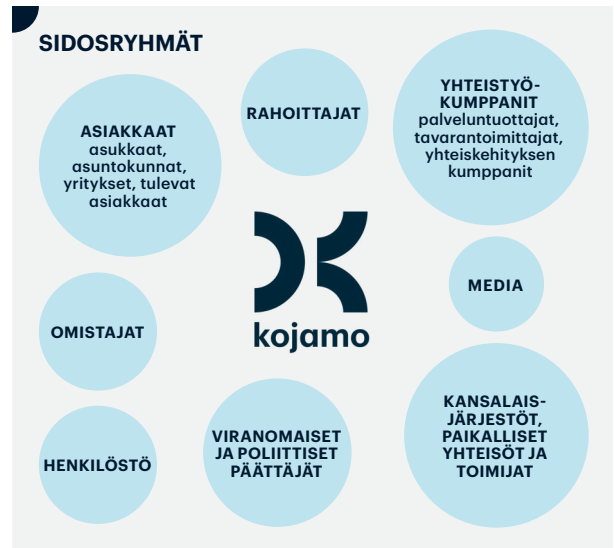 SIDOSRYHMÄT
ASIAKKAAT
asukkaat,
asuntokunnat,
yritykset, tulevat
asiakkaat
RAHOITTAJAT
YHTEISTYÖ-
KUMPPANIT
palveluntuottajat,
tavarantoimittajat,
yhteiskehityksen
kumppanit
MEDIA
kojamo
OMISTAJAT
HENKILÖSTÖ
VIRANOMAISET
JA POLIITTISET
PÄÄTTÄJÄT
KANSALAIS-
JÄRJESTÖT,
PAIKALLISET
YHTEISÖT JA
TOIMIJAT